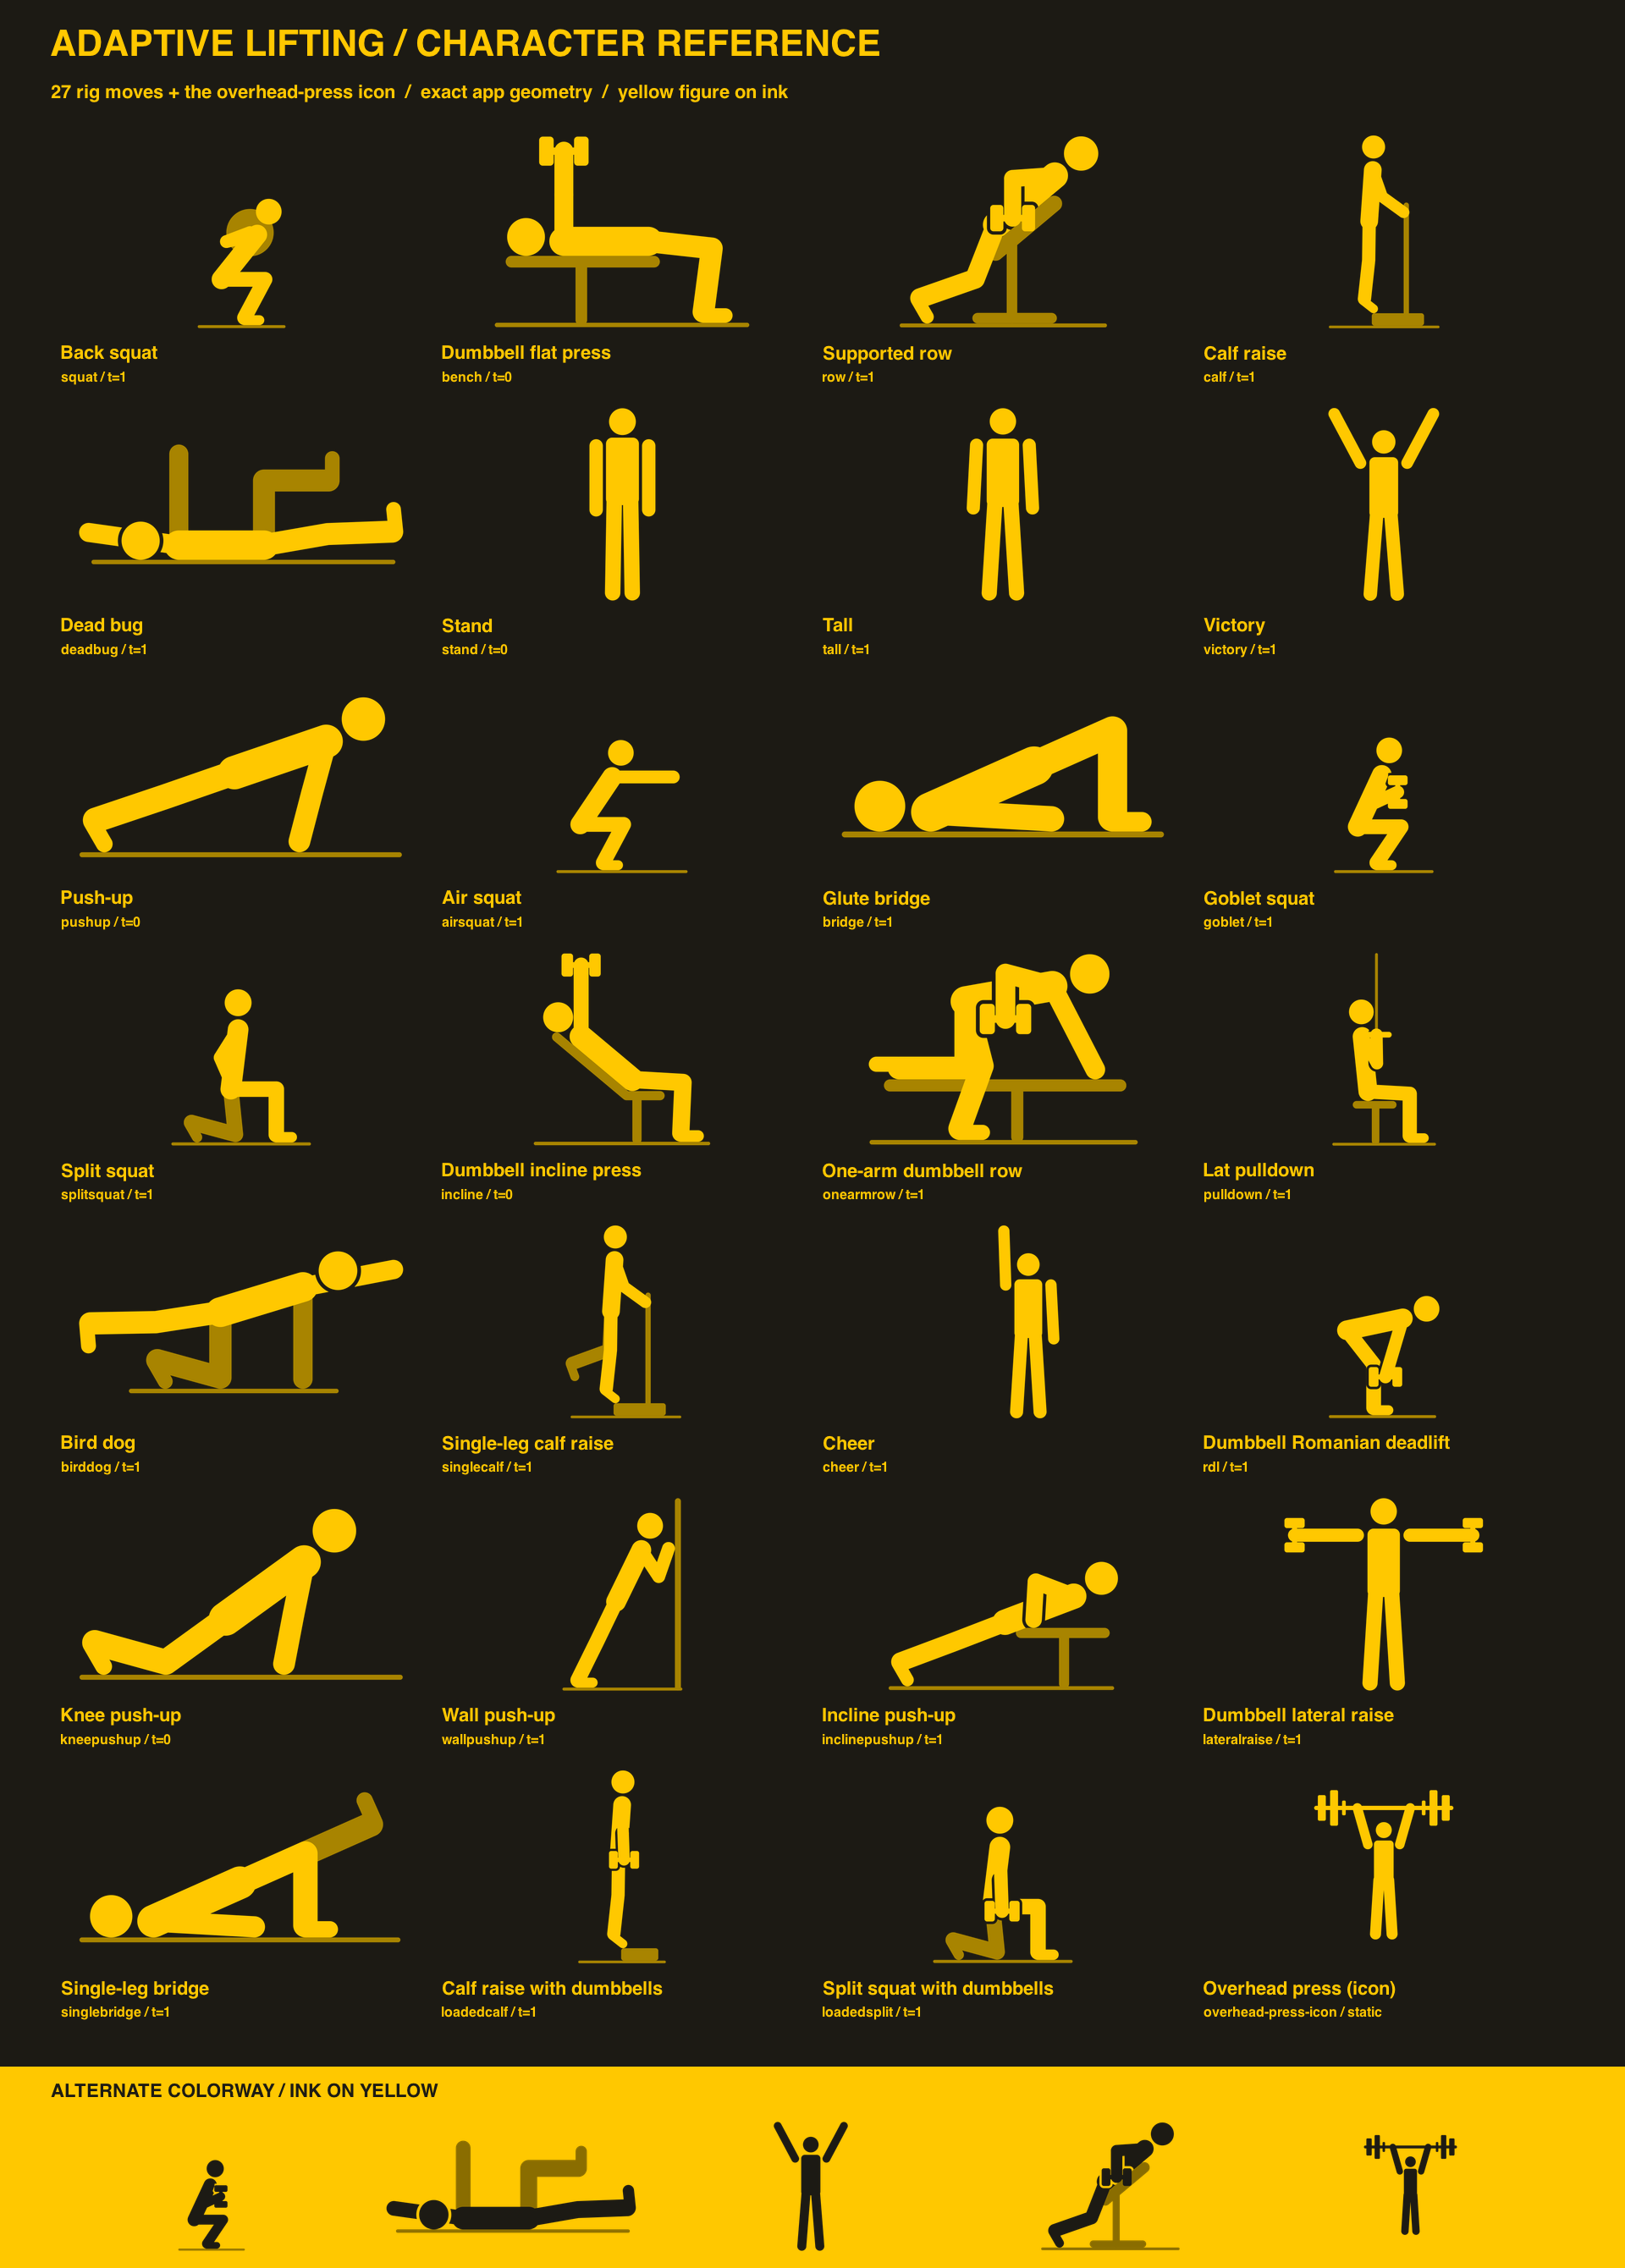 ADAPTIVE LIFTING / CHARACTER REFERENCE
27 rig moves + the overhead-press icon / exact app geometry / yellow figure on ink
Back squat
squat / t=1
Dumbbell flat press
bench / t=0
Supported row
row / t=1
Calf raise
calf / t=1
Dead bug
deadbug / t=1
Stand
stand / t=0
Tall
tall / t=1
Victory
victory / t=1
Push-up
pushup / t=0
Air squat
airsquat / t=1
Glute bridge
bridge / t=1
Goblet squat
goblet / t=1
Split squat
splitsquat / t=1
Dumbbell incline press
incline / t=0
One-arm dumbbell row
onearmrow / t=1
Lat pulldown
pulldown / t=1
Bird dog
birddog / t=1
Single-leg calf raise
singlecalf / t=1
Cheer
cheer / t=1
Dumbbell Romanian deadlift
rdl / t=1
Knee push-up
kneepushup / t=0
Wall push-up
wallpushup / t=1
Incline push-up
inclinepushup / t=1
Dumbbell lateral raise
lateralraise / t=1
Single-leg bridge
singlebridge / t=1
Calf raise with dumbbells
loadedcalf / t=1
Split squat with dumbbells
loadedsplit / t=1
Overhead press (icon)
overhead-press-icon / static
ALTERNATE COLORWAY / INK ON YELLOW